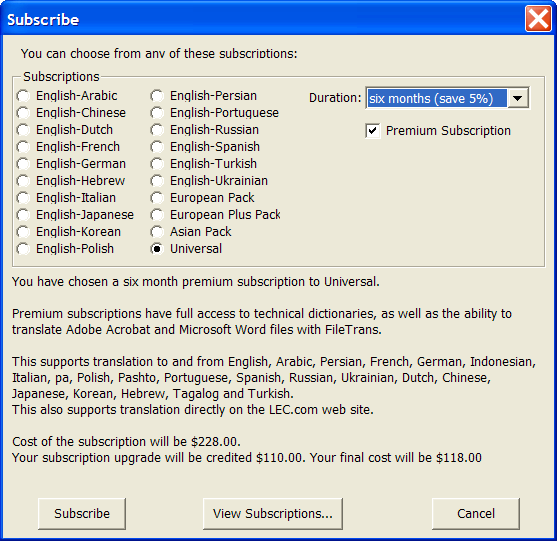 Subscribe
You can choose from any of these subscriptions:
Subscriptions
English-Arabic
English-Chinese
English-Dutch
English-French
English-German
English-Hebrew
English-Italian
English-Japanese
English-Korean
English-Polish
English-Persian
English-Portuguese
English-Russian
English-Spanish
English-Turkish
English-Ukrainian
European Pack
European Plus Pack
Asian Pack
Universal
Duration: six months (save 5%)
Premium Subscription
You have chosen a six month premium subscription to Universal.
Premium subscriptions have full access to technical dictionaries, as well as the ability to
translate Adobe Acrobat and Microsoft Word files with FileTrans.
This supports translation to and from English, Arabic, Persian, French, German, Indonesian,
Italian, pa, Polish, Pashto, Portuguese, Spanish, Russian, Ukrainian, Dutch, Chinese,
Japanese, Korean, Hebrew, Tagalog and Turkish.
This also supports translation directly on the LEC.com web site.
Cost of the subscription will be $228.00.
Your subscription upgrade will be credited $110.00. Your final cost will be $118.00
Subscribe
View Subscriptions...
Cancel